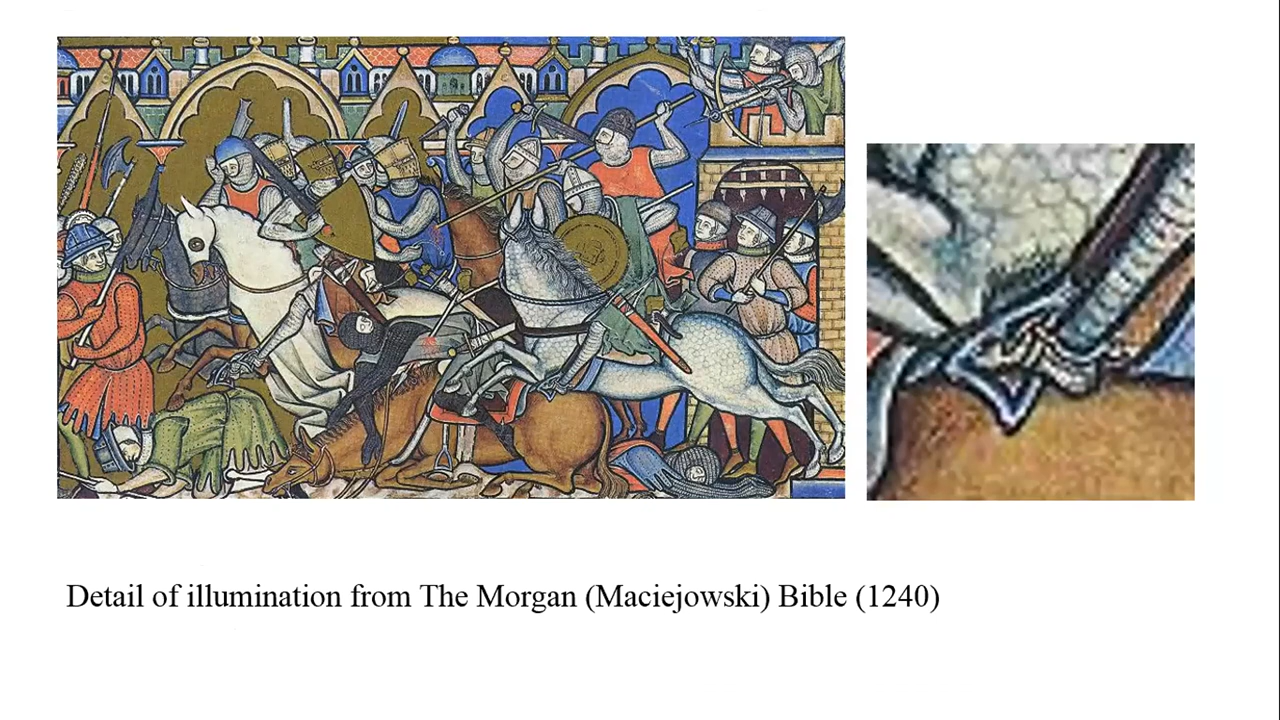 Detail of illumination from The Morgan (Maciejowski) Bible (1240)